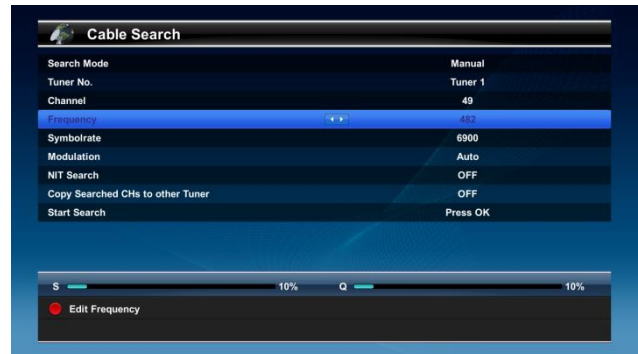 Cable Search
Search Mode Manual
Tuner No. Tuner 1
Channel 49
Frequency 482
Symbolrate 6900
Modulation Auto
NIT Search OFF
Copy Searched CHs to other Tuner OFF
Start Search Press OK
S 10% Q 10%
Edit Frequency